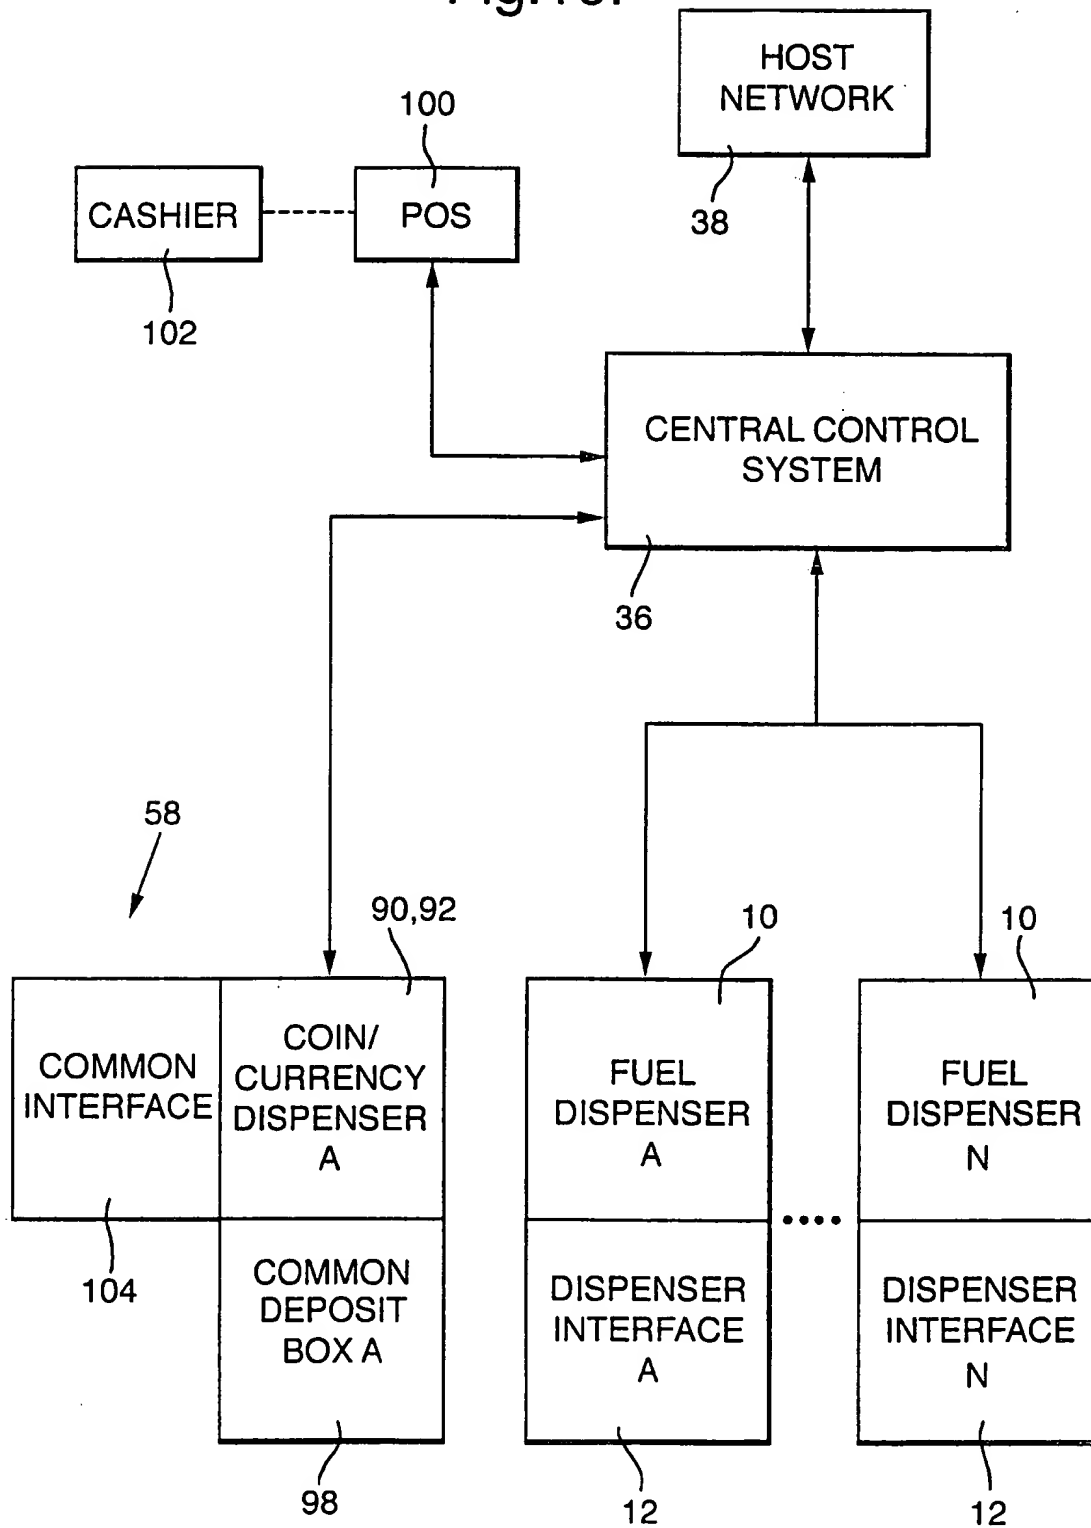 HOST
NETWORK
38
100
CASHIER
POS
102
CENTRAL CONTROL
SYSTEM
36
58
90,92
10
10
COMMON
INTERFACE
COIN/
CURRENCY
DISPENSER
A
FUEL
DISPENSER
A
FUEL
DISPENSER
N
104
COMMON
DEPOSIT
BOX A
DISPENSER
INTERFACE
A
DISPENSER
INTERFACE
N
98
12
12